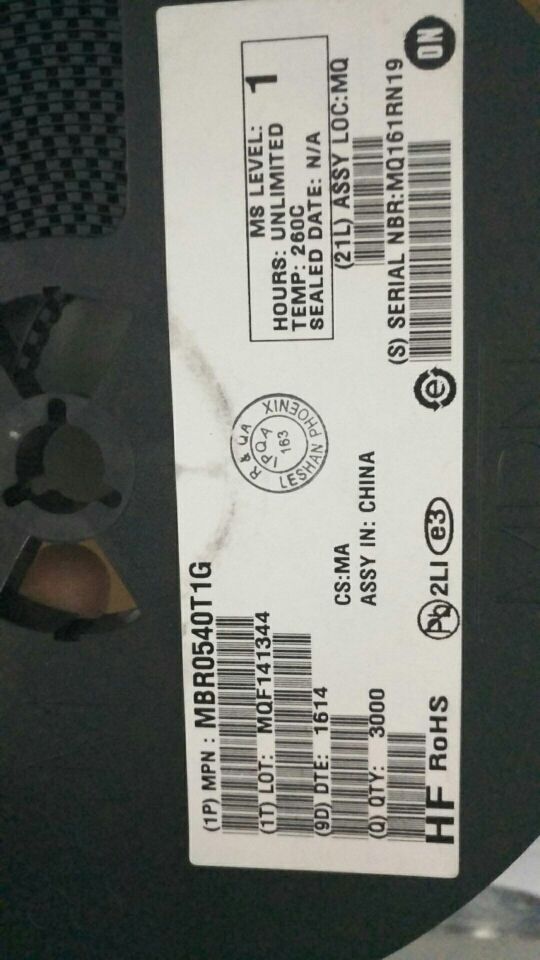 (1P) MPN : MBR0540T1G
(1T) LOT: MQF141344
(9D) DTE: 1614
(Q) QTY: 3000
HF RoHS
CS:MA
ASSY IN: CHINA
Pb 2LI e3
R & QA
PHOENIX
IPQA
163
LESHAN
MS LEVEL: 1
HOURS: UNLIMITED
TEMP: 260C
SEALED DATE: N/A
(21L) ASSY LOC:MQ
(S) SERIAL NBR:MQ161RN19
e
ON